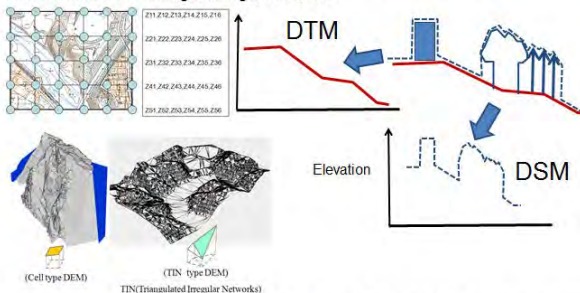 Z11,Z12,Z13,Z14,Z15,Z16
Z21,Z22,Z23,Z24,Z25,Z26
Z31,Z32,Z33,Z34,Z35,Z36
Z41,Z42,Z43,Z44,Z45,Z46
Z51,Z52,Z53,Z54,Z55,Z56
DTM
Elevation
DSM
(Cell type DEM)
(TIN type DEM)
TIN(Triangulated Irregular Networks)